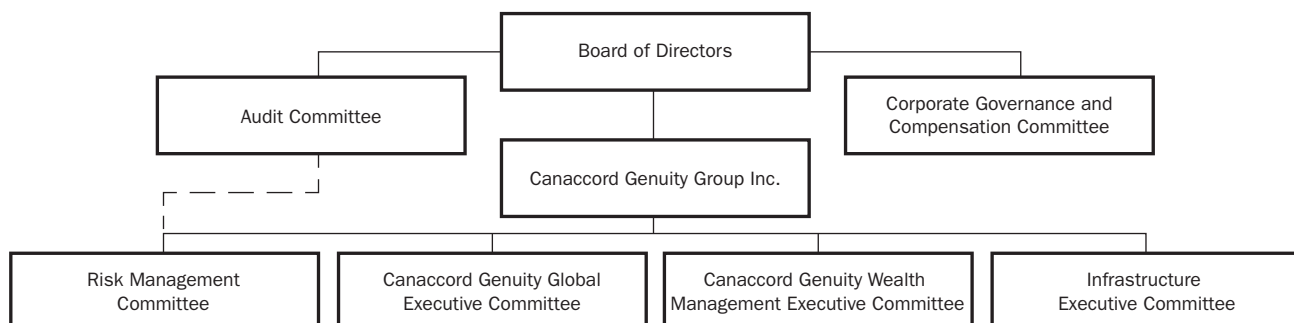 Board of Directors
Audit Committee
Corporate Governance and
Compensation Committee
Canaccord Genuity Group Inc.
Risk Management
Committee
Canaccord Genuity Global
Executive Committee
Canaccord Genuity Wealth
Management Executive Committee
Infrastructure
Executive Committee